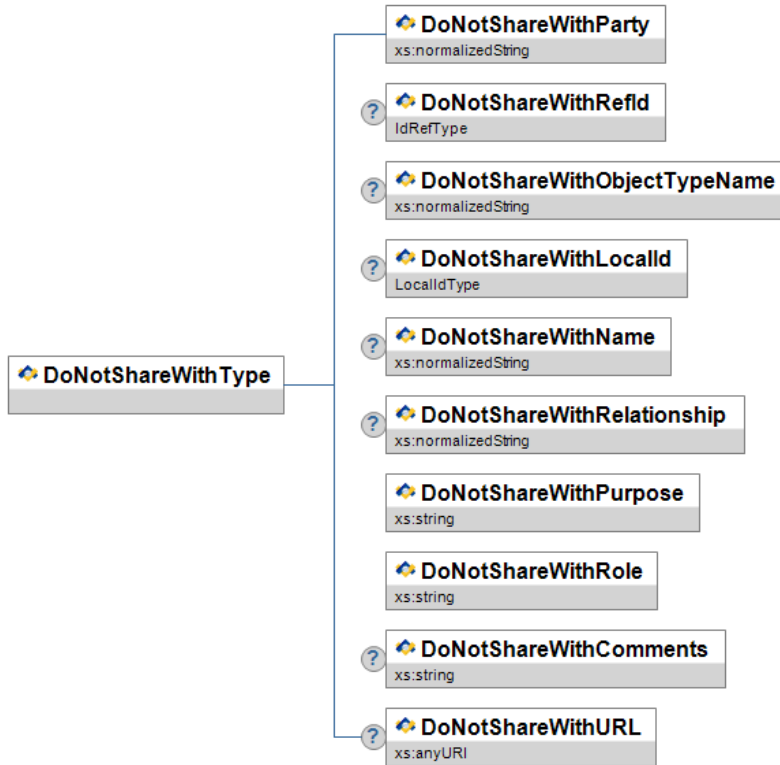 DoNotShareWithParty
xs:normalizedString
?
DoNotShareWithRefId
IdRefType
?
DoNotShareWithObjectTypeName
xs:normalizedString
?
DoNotShareWithLocalId
LocalIdType
?
DoNotShareWithName
xs:normalizedString
DoNotShareWithType
?
DoNotShareWithRelationship
xs:normalizedString
DoNotShareWithPurpose
xs:string
DoNotShareWithRole
xs:string
?
DoNotShareWithComments
xs:string
?
DoNotShareWithURL
xs:anyURI